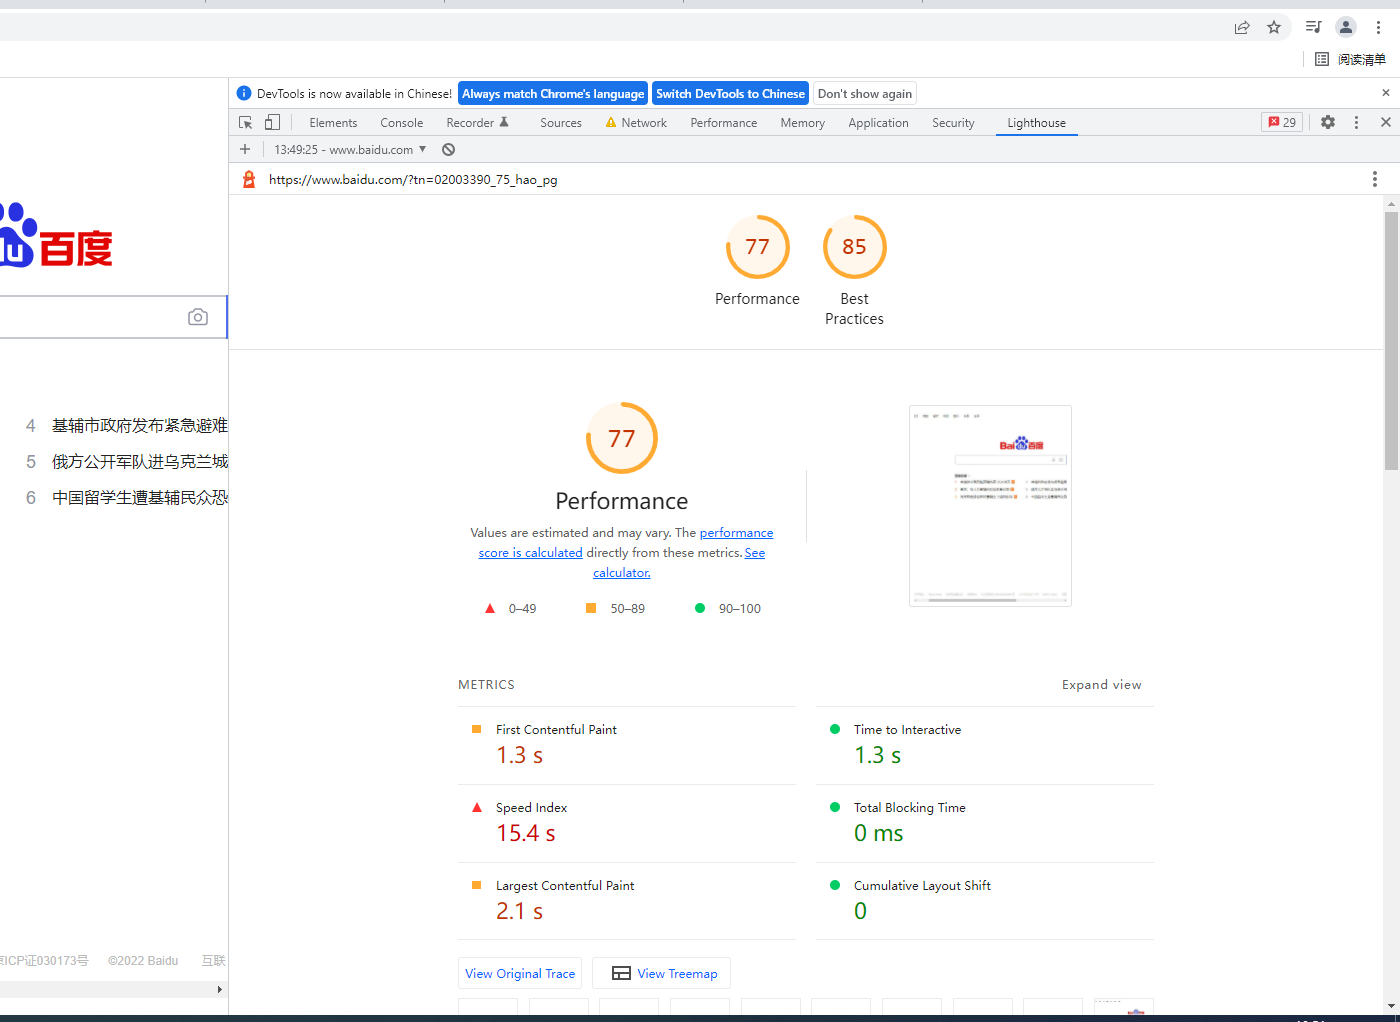 阅读清单
DevTools is now available in Chinese! Always match Chrome's language Switch DevTools to Chinese Don't show again
Elements Console Recorder Sources Network Performance Memory Application Security Lighthouse 29
13:49:25 - www.baidu.com
https://www.baidu.com/?tn=02003390_75_hao_pg
百度
4 基辅市政府发布紧急避难
5 俄方公开军队进乌克兰城
6 中国留学生遭基辅民众恐
ICP证030173号 ©2022 Baidu 互联
77
Performance
85
Best
Practices
77
Performance
Values are estimated and may vary. The performance
score is calculated directly from these metrics. See
calculator.
0–49 50–89 90–100
Bai 百度
METRICS Expand view
First Contentful Paint
1.3 s
Time to Interactive
1.3 s
Speed Index
15.4 s
Total Blocking Time
0 ms
Largest Contentful Paint
2.1 s
Cumulative Layout Shift
0
View Original Trace View Treemap